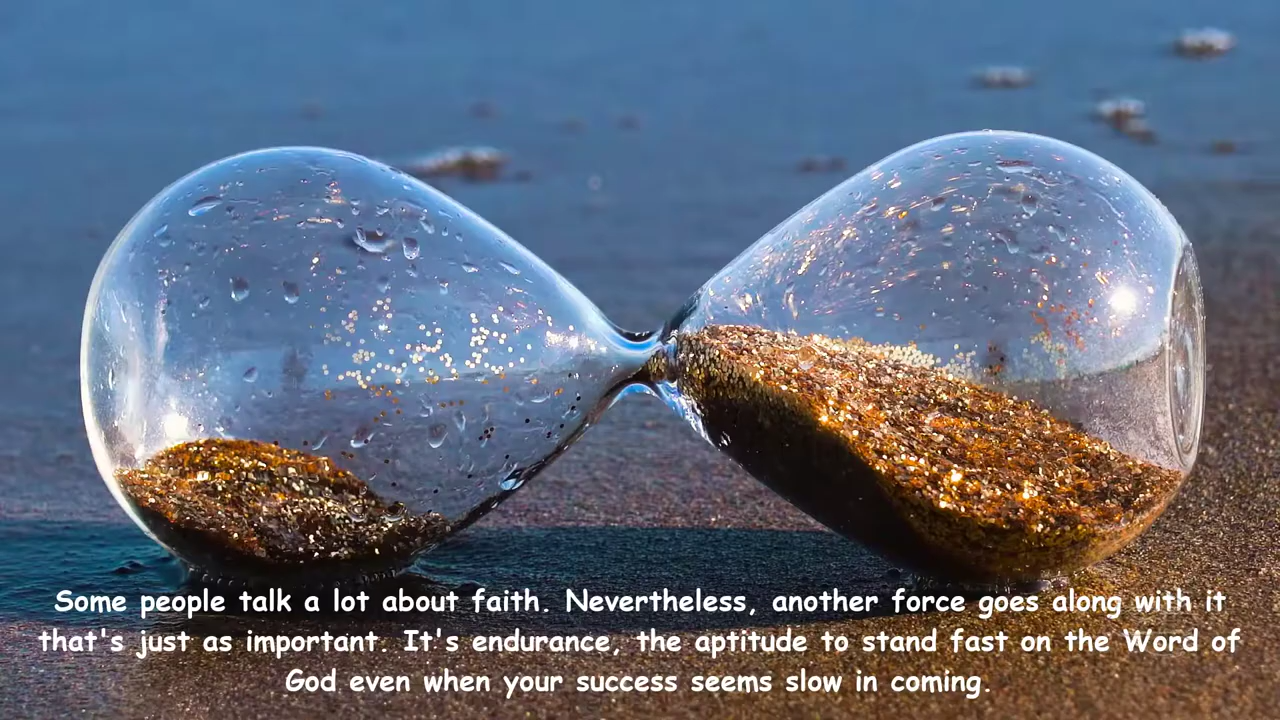 Some people talk a lot about faith. Nevertheless, another force goes along with it
that's just as important. It's endurance, the aptitude to stand fast on the Word of
God even when your success seems slow in coming.